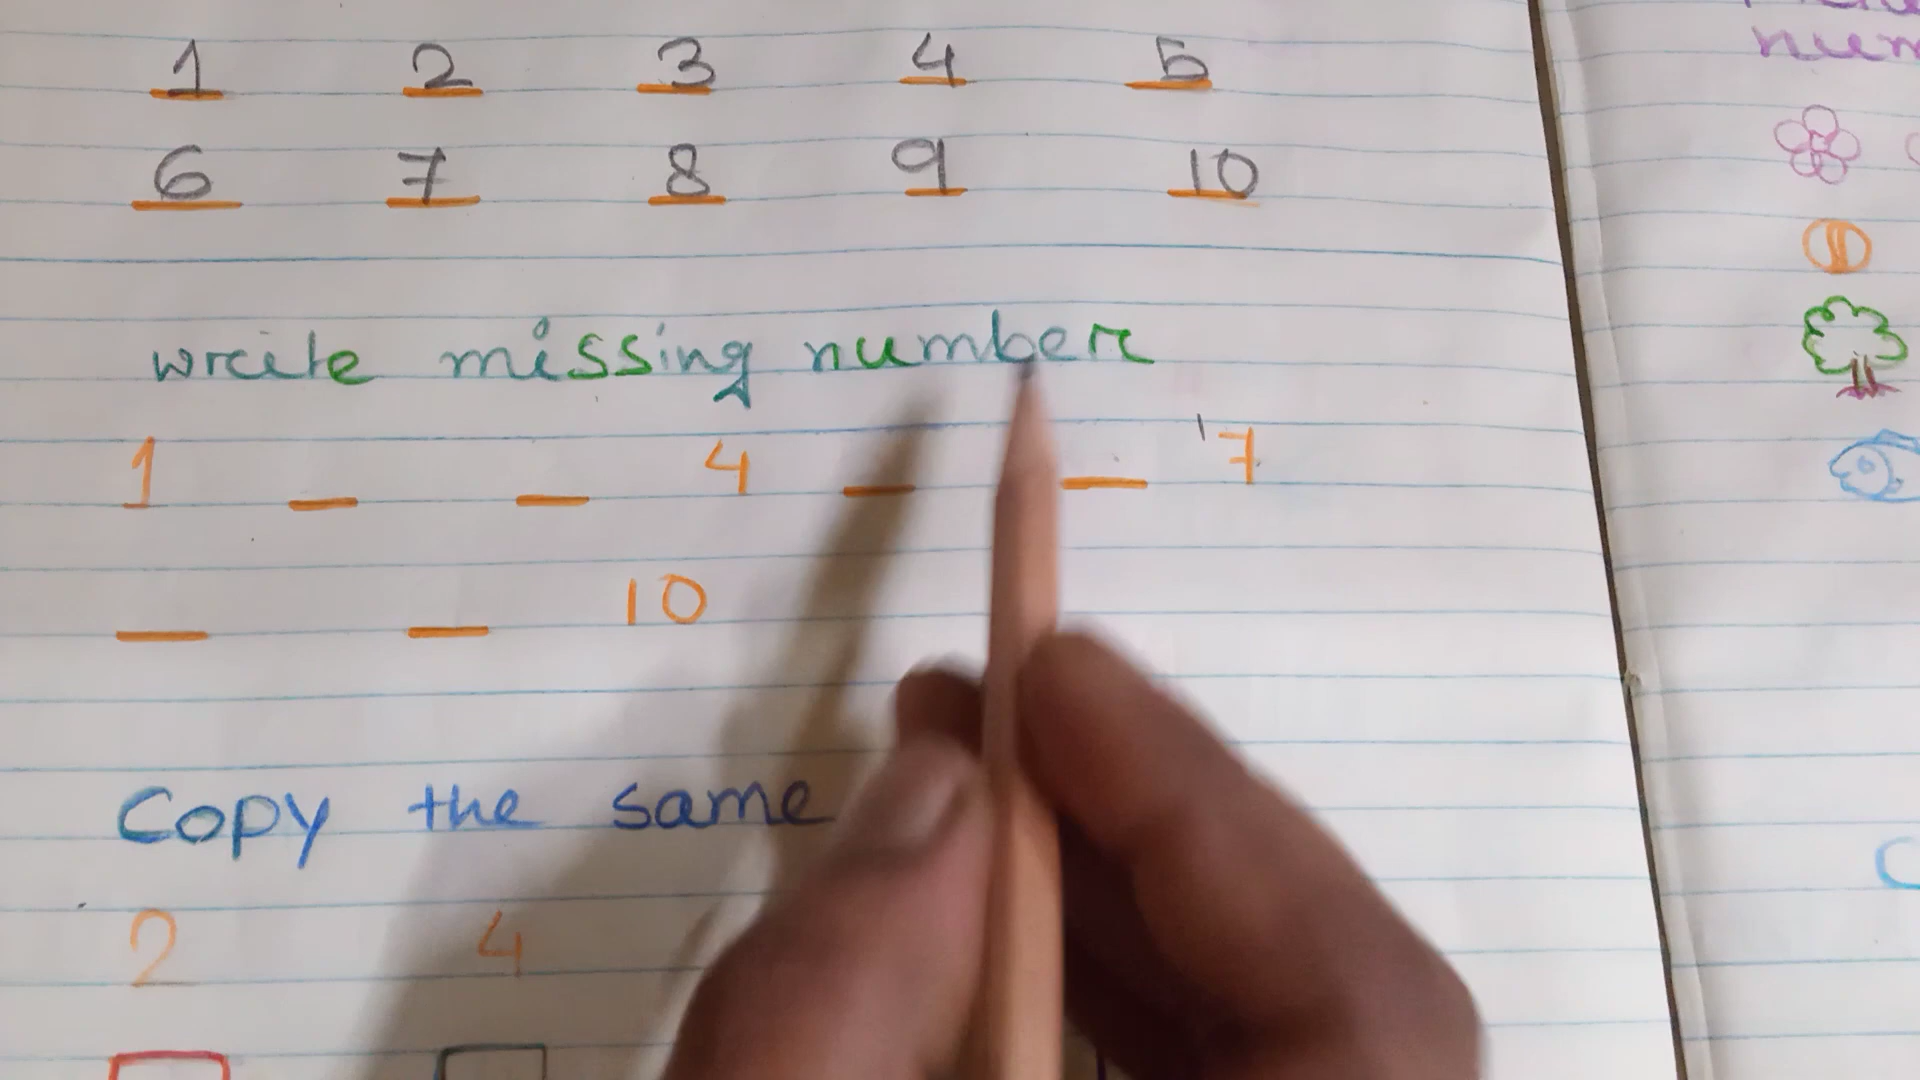 1 2 3 4 5
6 7 8 9 10
write missing number
1 _ _ 4 _ _ 7
_ _ 10
Copy the same
2 4